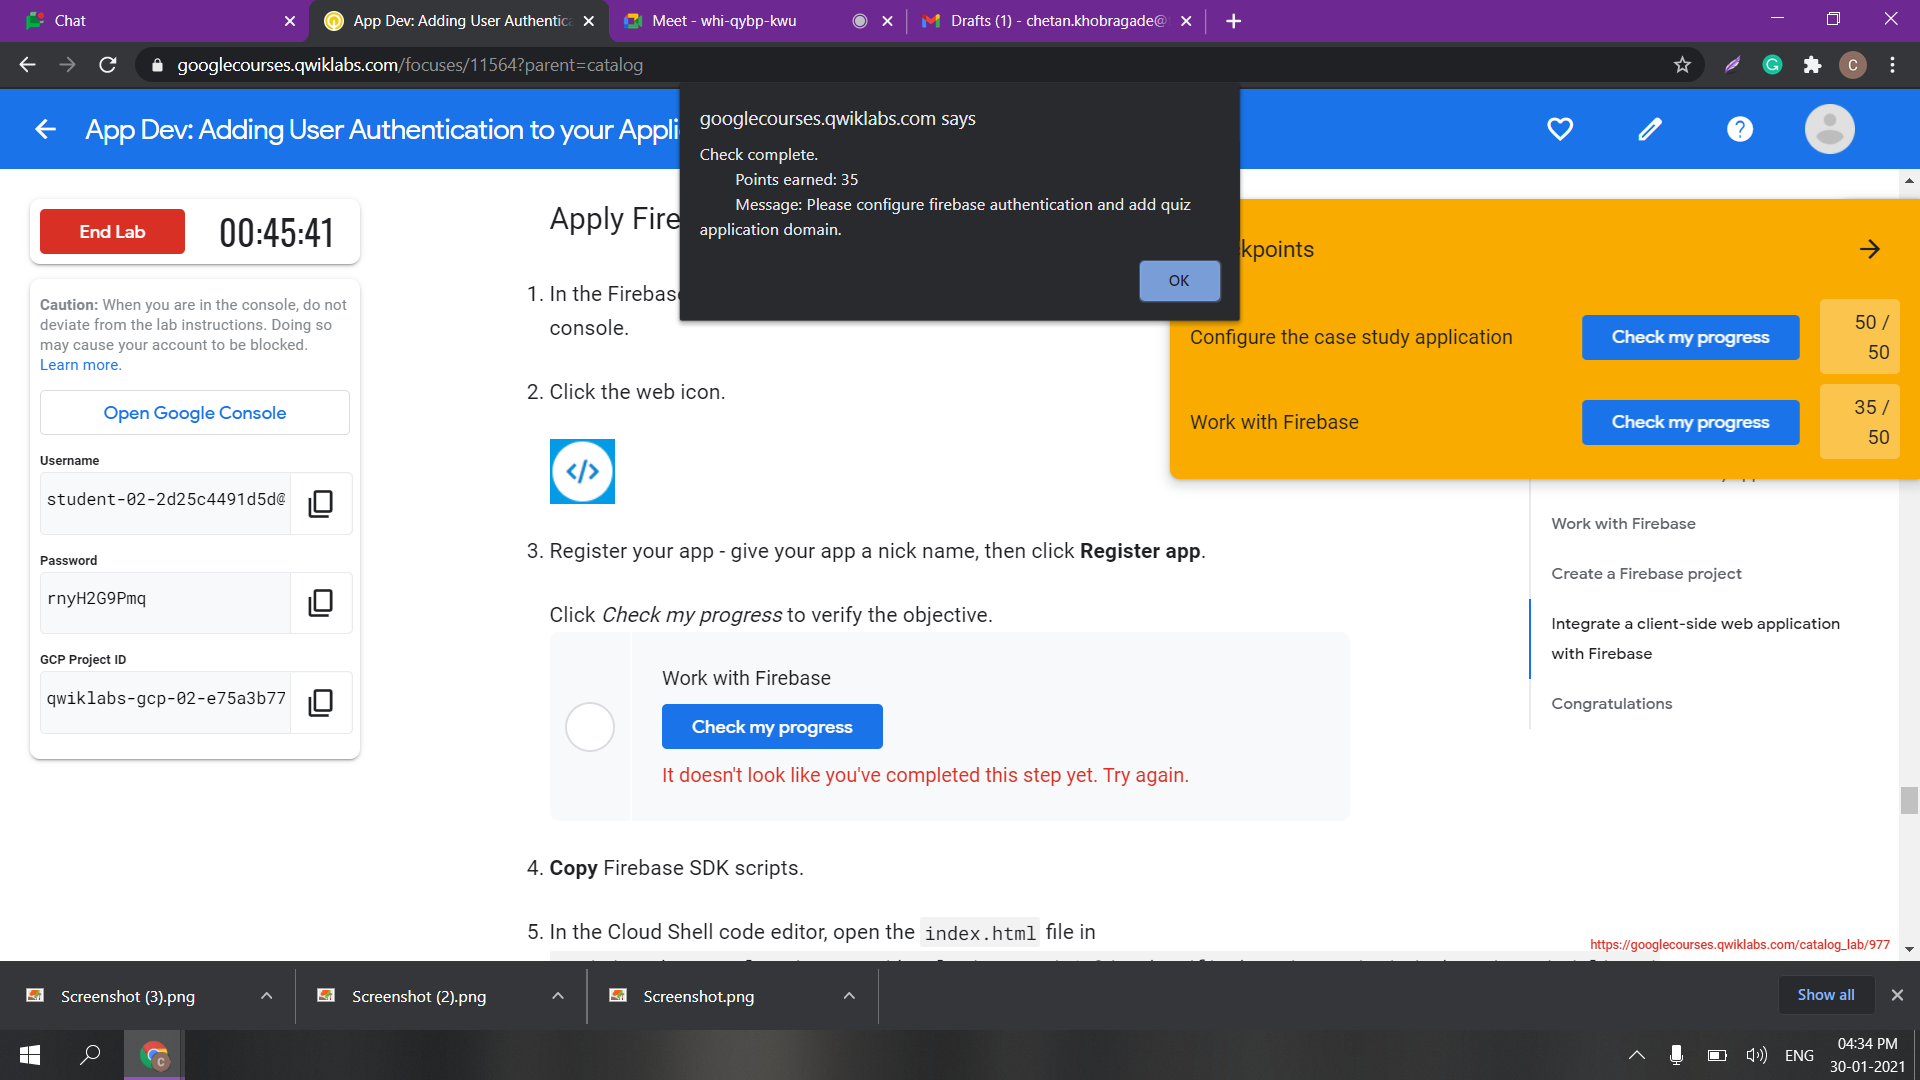 Chat
App Dev: Adding User Authentica
Meet - whi-qybp-kwu
Drafts (1) - chetan.khobragade@
googlecourses.qwiklabs.com/focuses/11564?parent=catalog
C
App Dev: Adding User Authentication to your Appli
googlecourses.qwiklabs.com says
Check complete.
Points earned: 35
Message: Please configure firebase authentication and add quiz
application domain.
OK
End Lab
00:45:41
Caution: When you are in the console, do not
deviate from the lab instructions. Doing so
may cause your account to be blocked.
Learn more.
Open Google Console
Username
student-02-2d25c4491d5d@
Password
rnyH2G9Pmq
GCP Project ID
qwiklabs-gcp-02-e75a3b77
Apply Fire
1. In the Firebase
console.
2. Click the web icon.
</>
3. Register your app - give your app a nick name, then click Register app.
Click Check my progress to verify the objective.
Work with Firebase
Check my progress
It doesn't look like you've completed this step yet. Try again.
4. Copy Firebase SDK scripts.
5. In the Cloud Shell code editor, open the index.html file in
kpoints
Configure the case study application
Check my progress
50 /
50
Work with Firebase
Check my progress
35 /
50
Work with Firebase
Create a Firebase project
Integrate a client-side web application
with Firebase
Congratulations
https://googlecourses.qwiklabs.com/catalog_lab/977
Screenshot (3).png
Screenshot (2).png
Screenshot.png
Show all
ENG
04:34 PM
30-01-2021